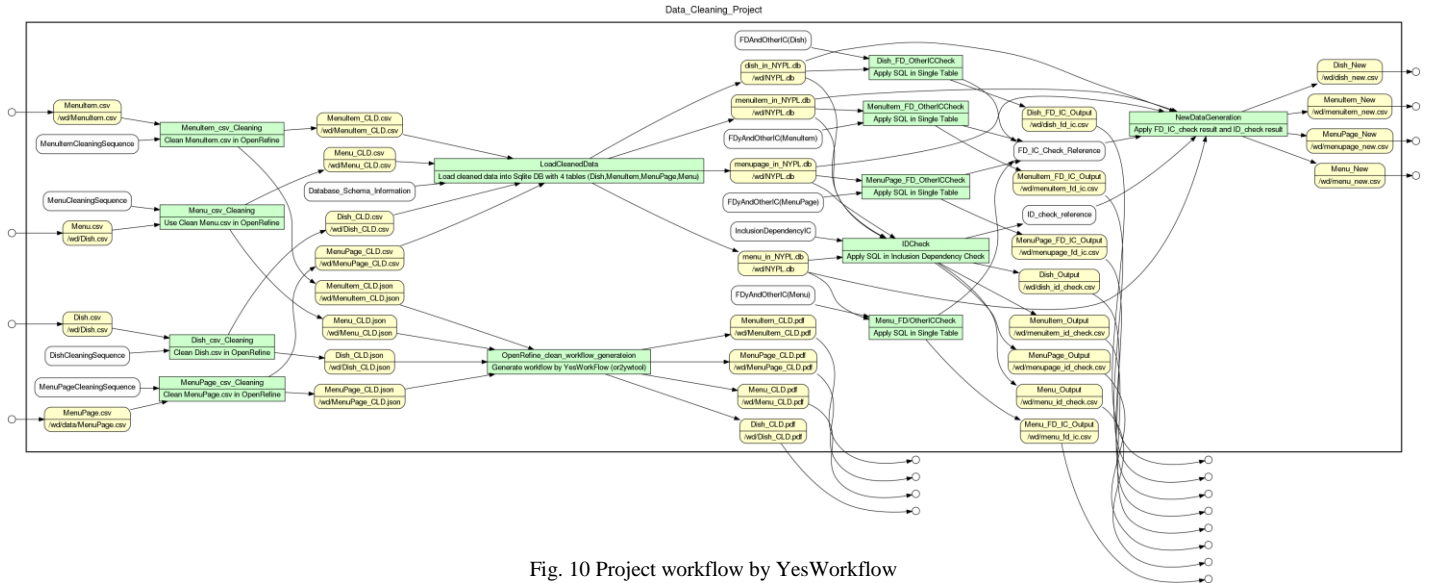 Data_Cleaning_Project
MenuItem.csv
/wd/MenuItem.csv
MenuItemCleaningSequence
MenuCleaningSequence
Menu.csv
/wd/Dish.csv
Dish.csv
/wd/Dish.csv
DishCleaningSequence
MenuPageCleaningSequence
MenuPage.csv
/wd/data/MenuPage.csv
MenuItem_csv_Cleaning
Clean MenuItem.csv in OpenRefine
Menu_csv_Cleaning
Use Clean Menu.csv in OpenRefine
Dish_csv_Cleaning
Clean Dish.csv in OpenRefine
MenuPage_csv_Cleaning
Clean MenuPage.csv in OpenRefine
MenuItem_CLD.csv
/wd/MenuItem_CLD.csv
Menu_CLD.csv
/wd/Menu_CLD.csv
Database_Schema_Information
Dish_CLD.csv
/wd/Dish_CLD.csv
MenuPage_CLD.csv
/wd/MenuPage_CLD.csv
MenuItem_CLD.json
/wd/MenuItem_CLD.json
Menu_CLD.json
/wd/Menu_CLD.json
Dish_CLD.json
/wd/Dish_CLD.json
MenuPage_CLD.json
/wd/MenuPage_CLD.json
LoadCleanedData
Load cleaned data into Sqlite DB with 4 tables (Dish,MenuItem,MenuPage,Menu)
OpenRefine_clean_workflow_generateion
Generate workflow by YesWorkFlow (or2ywtool)
FDAndOtherIC(Dish)
dish_in_NYPL.db
/wd/NYPL.db
menuitem_in_NYPL.db
/wd/NYPL.db
FDyAndOtherIC(MenuItem)
menupage_in_NYPL.db
/wd/NYPL.db
FDyAndOtherIC(MenuPage)
InclusionDependencyIC
menu_in_NYPL.db
/wd/NYPL.db
FDyAndOtherIC(Menu)
MenuItem_CLD.pdf
/wd/MenuItem_CLD.pdf
MenuPage_CLD.pdf
/wd/MenuPage_CLD.pdf
Menu_CLD.pdf
/wd/Menu_CLD.pdf
Dish_CLD.pdf
/wd/Dish_CLD.pdf
Dish_FD_OtherICCheck
Apply SQL in Single Table
MenuItem_FD_OtherICCheck
Apply SQL in Single Table
MenuPage_FD_OtherICCheck
Apply SQL in Single Table
IDCheck
Apply SQL in Inclusion Dependency Check
Menu_FD/OtherICCheck
Apply SQL in Single Table
Dish_FD_IC_Output
/wd/dish_fd_ic.csv
FD_IC_Check_Reference
MenuItem_FD_IC_Output
/wd/menuitem_fd_ic.csv
ID_check_reference
MenuPage_FD_IC_Output
/wd/menupage_fd_ic.csv
Dish_Output
/wd/dish_id_check.csv
MenuItem_Output
/wd/menuitem_id_check.csv
MenuPage_Output
/wd/menupage_id_check.csv
Menu_Output
/wd/menu_id_check.csv
Menu_FD_IC_Output
/wd/menu_fd_ic.csv
NewDataGeneration
Apply FD_IC_check result and ID_check result
Dish_New
/wd/dish_new.csv
MenuItem_New
/wd/menuitem_new.csv
MenuPage_New
/wd/menupage_new.csv
Menu_New
/wd/menu_new.csv
Fig. 10 Project workflow by YesWorkflow